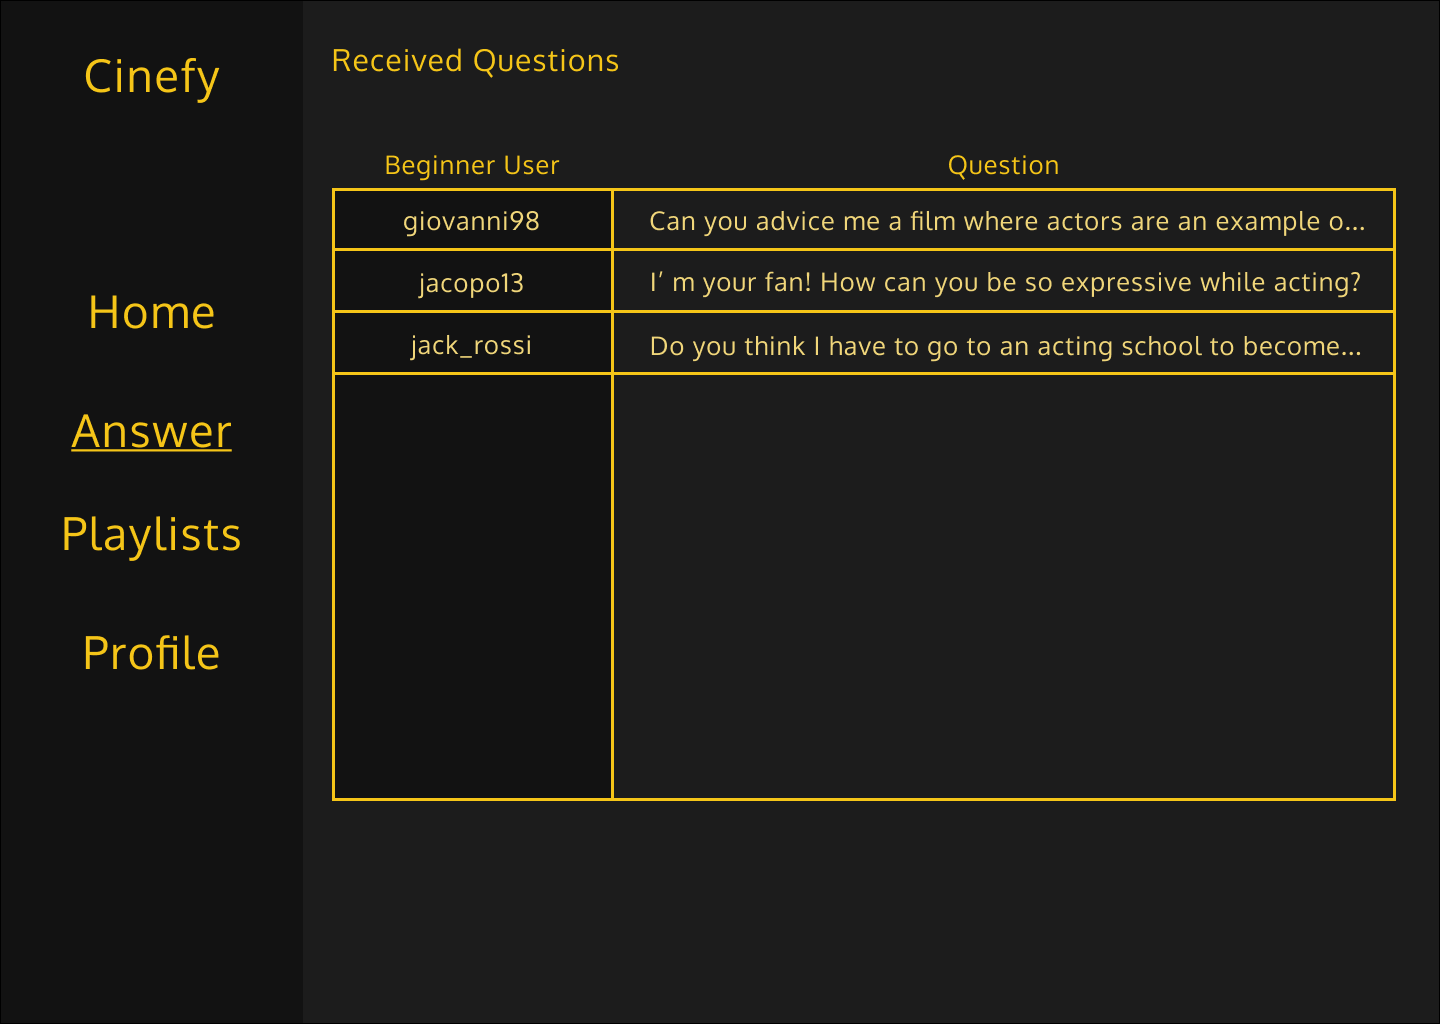 Cinefy
Home
Answer
Playlists
Profile
Received Questions
Beginner User Question
giovanni98 Can you advice me a film where actors are an example o...
jacopo13 I' m your fan! How can you be so expressive while acting?
jack_rossi Do you think I have to go to an acting school to become...